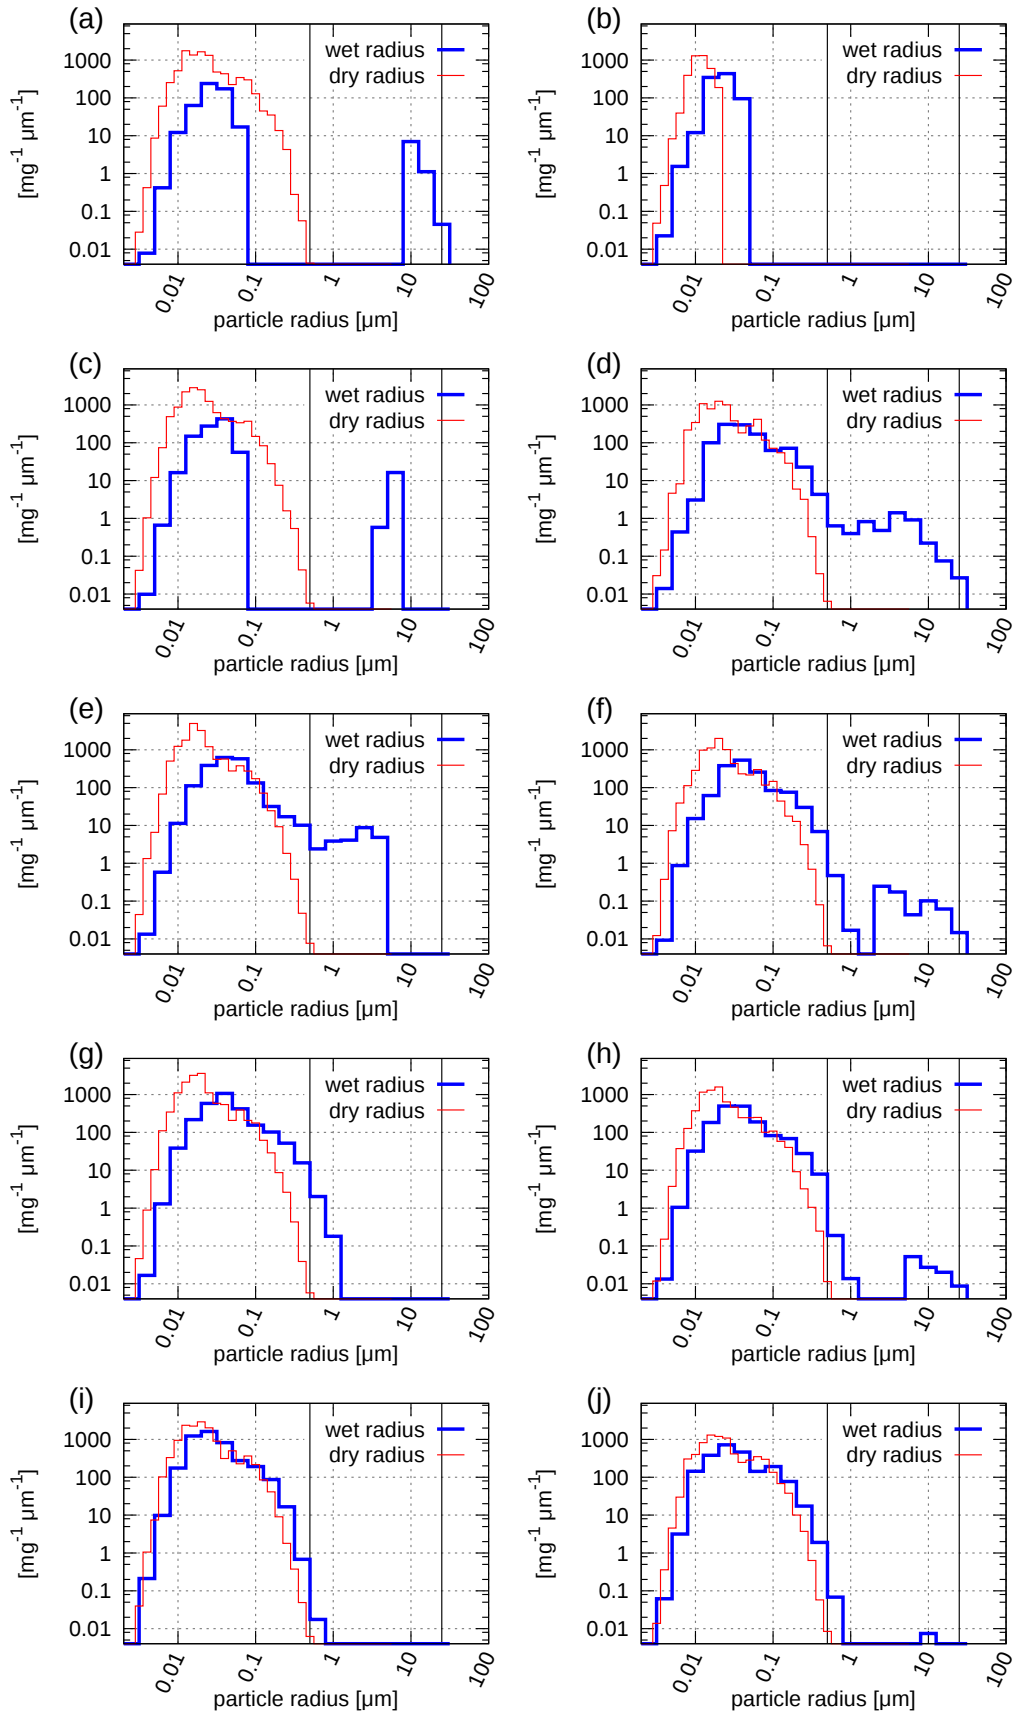 (a)
wet radius
dry radius
[mg⁻¹ µm⁻¹]
1000
100
10
1
0.1
0.01
0.01 0.1 1 10 100
particle radius [µm]
(b)
wet radius
dry radius
[mg⁻¹ µm⁻¹]
1000
100
10
1
0.1
0.01
0.01 0.1 1 10 100
particle radius [µm]
(c)
wet radius
dry radius
[mg⁻¹ µm⁻¹]
1000
100
10
1
0.1
0.01
0.01 0.1 1 10 100
particle radius [µm]
(d)
wet radius
dry radius
[mg⁻¹ µm⁻¹]
1000
100
10
1
0.1
0.01
0.01 0.1 1 10 100
particle radius [µm]
(e)
wet radius
dry radius
[mg⁻¹ µm⁻¹]
1000
100
10
1
0.1
0.01
0.01 0.1 1 10 100
particle radius [µm]
(f)
wet radius
dry radius
[mg⁻¹ µm⁻¹]
1000
100
10
1
0.1
0.01
0.01 0.1 1 10 100
particle radius [µm]
(g)
wet radius
dry radius
[mg⁻¹ µm⁻¹]
1000
100
10
1
0.1
0.01
0.01 0.1 1 10 100
particle radius [µm]
(h)
wet radius
dry radius
[mg⁻¹ µm⁻¹]
1000
100
10
1
0.1
0.01
0.01 0.1 1 10 100
particle radius [µm]
(i)
wet radius
dry radius
[mg⁻¹ µm⁻¹]
1000
100
10
1
0.1
0.01
0.01 0.1 1 10 100
particle radius [µm]
(j)
wet radius
dry radius
[mg⁻¹ µm⁻¹]
1000
100
10
1
0.1
0.01
0.01 0.1 1 10 100
particle radius [µm]